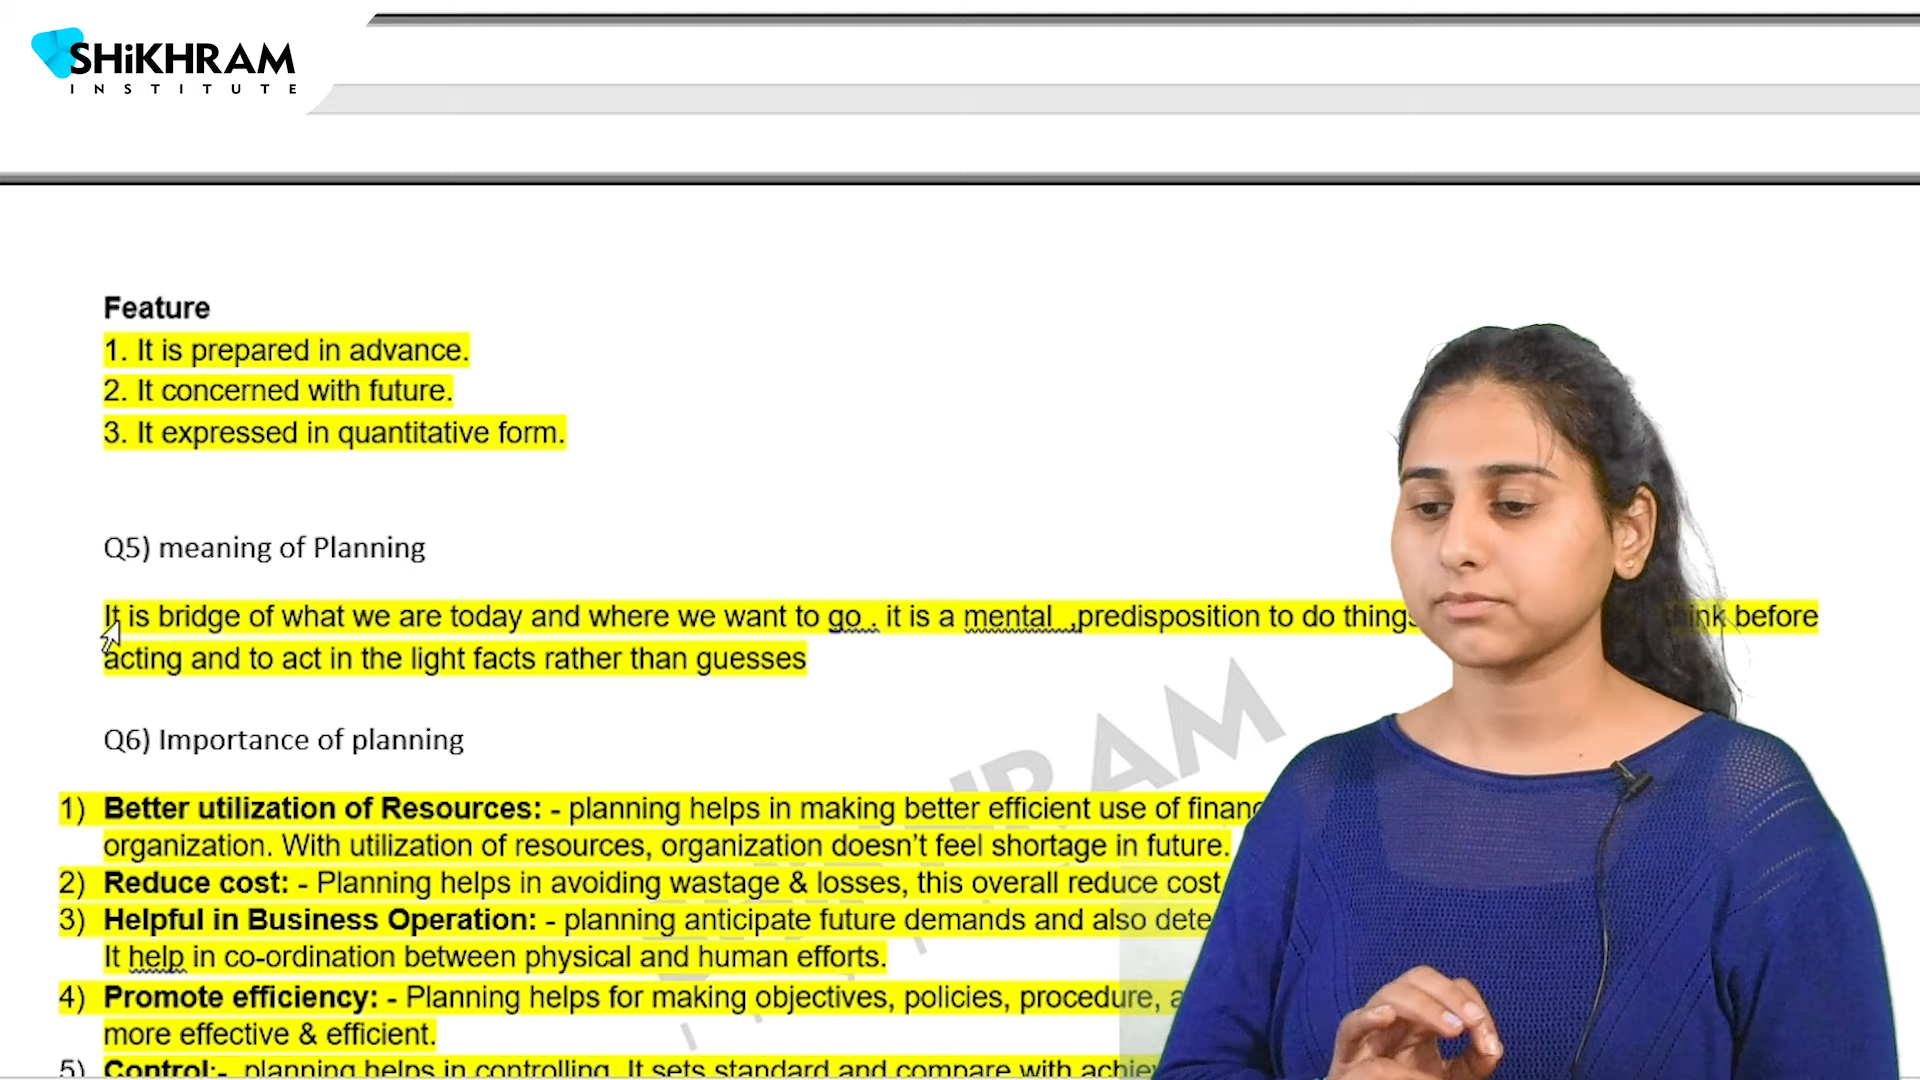 SHiKHRAM
INSTITUTE
Feature
1. It is prepared in advance.
2. It concerned with future.
3. It expressed in quantitative form.
Q5) meaning of Planning
It is bridge of what we are today and where we want to go . it is a mental ,predisposition to do things think before
acting and to act in the light facts rather than guesses
Q6) Importance of planning
1) Better utilization of Resources: - planning helps in making better efficient use of
organization. With utilization of resources, organization doesn’t feel shortage in future.
2) Reduce cost: - Planning helps in avoiding wastage & losses, this overall reduce cost
3) Helpful in Business Operation: - planning anticipate future demands and also
It help in co-ordination between physical and human efforts.
4) Promote efficiency: - Planning helps for making objectives, policies, procedure,
more effective & efficient.
5) Control:- planning helps in controlling. It sets standard and compare with